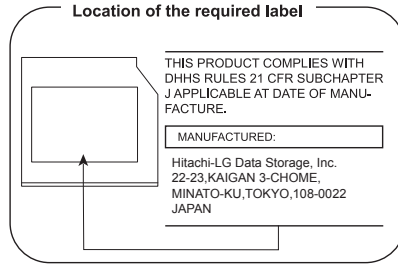 Location of the required label
THIS PRODUCT COMPLIES WITH
DHHS RULES 21 CFR SUBCHAPTER
J APPLICABLE AT DATE OF MANU-
FACTURE.
MANUFACTURED:
Hitachi-LG Data Storage, Inc.
22-23,KAIGAN 3-CHOME,
MINATO-KU,TOKYO,108-0022
JAPAN